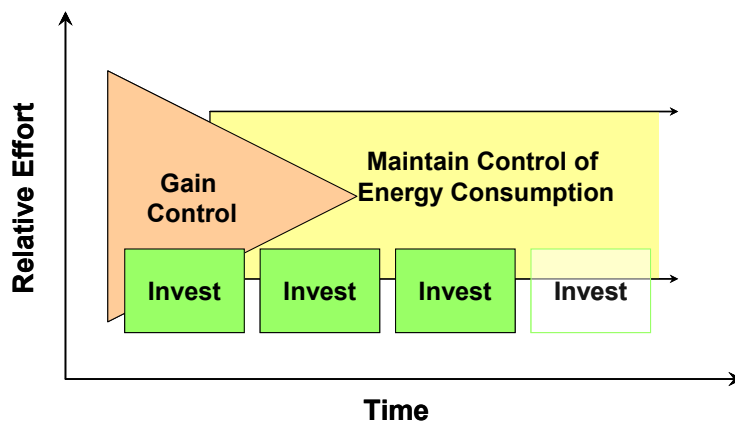 Relative Effort
Maintain Control of
Energy Consumption
Gain
Control
Invest
Invest
Invest
Invest
Time